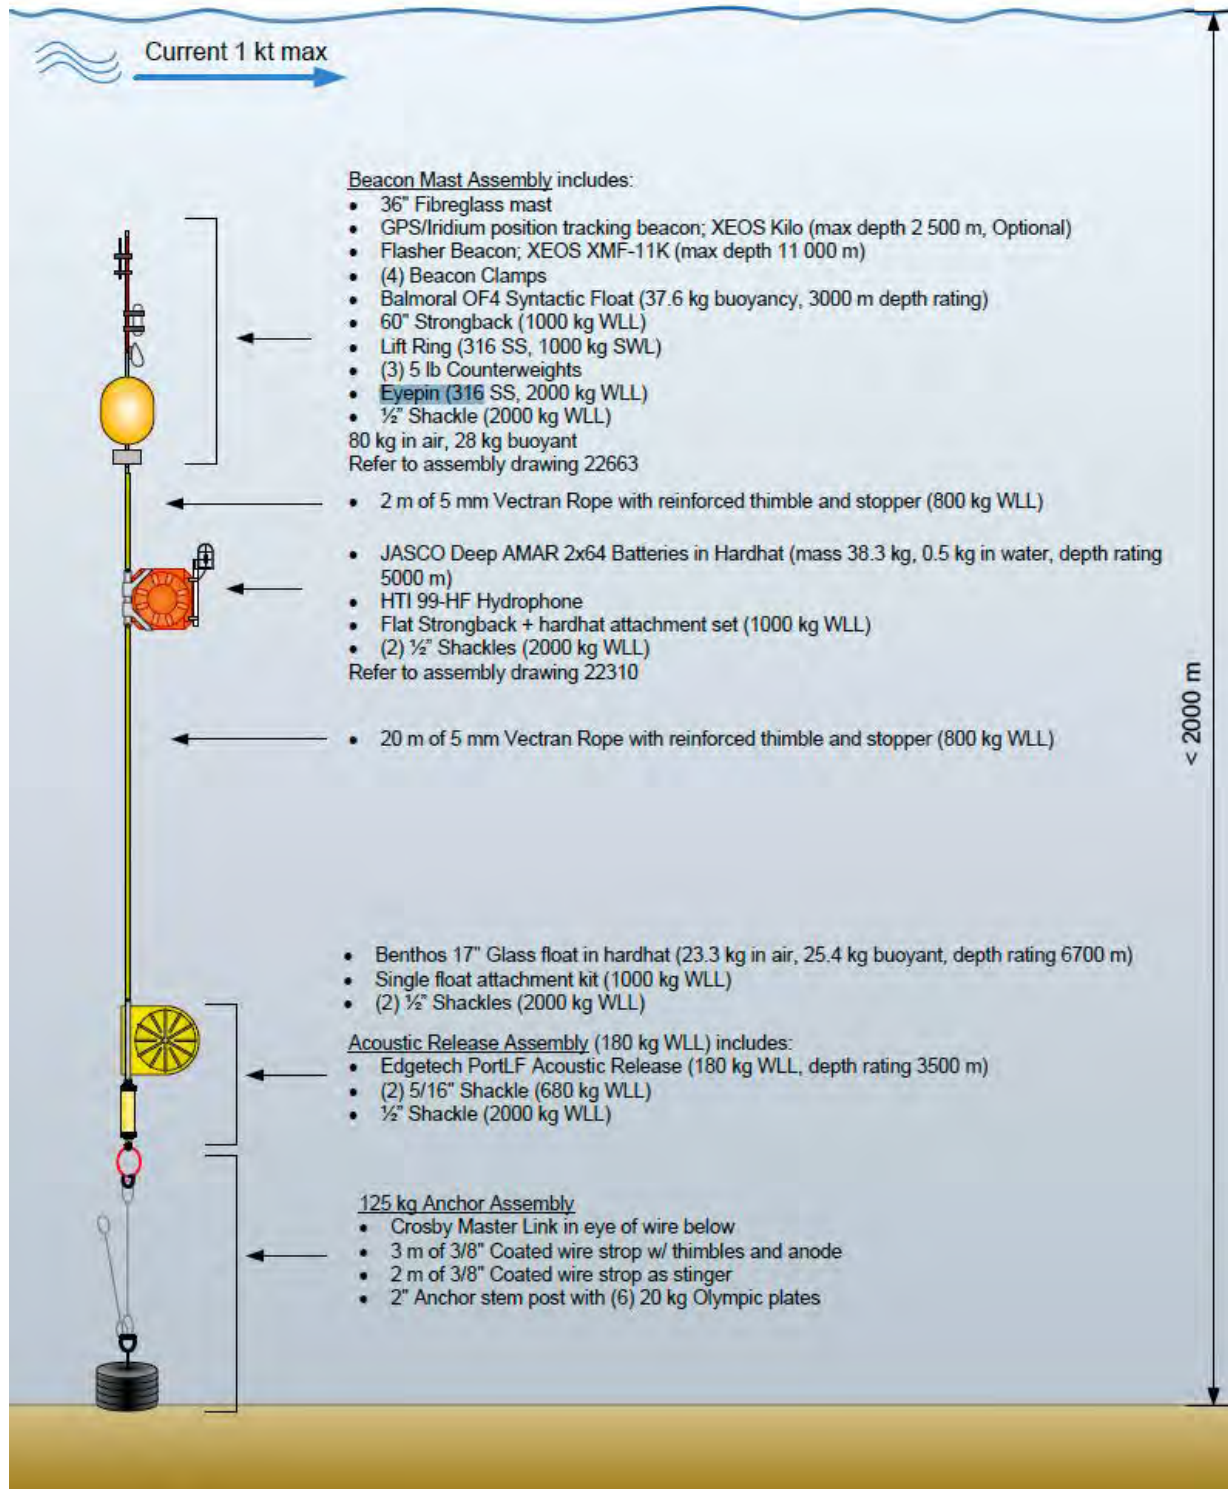 Current 1 kt max
Beacon Mast Assembly includes:
• 36" Fibreglass mast
• GPS/Iridium position tracking beacon; XEOS Kilo (max depth 2 500 m, Optional)
• Flasher Beacon; XEOS XMF-11K (max depth 11 000 m)
• (4) Beacon Clamps
• Balmoral OF4 Syntactic Float (37.6 kg buoyancy, 3000 m depth rating)
• 60" Strongback (1000 kg WLL)
• Lift Ring (316 SS, 1000 kg SWL)
• (3) 5 lb Counterweights
• Eyepin (316 SS, 2000 kg WLL)
• ½" Shackle (2000 kg WLL)
80 kg in air, 28 kg buoyant
Refer to assembly drawing 22663
• 2 m of 5 mm Vectran Rope with reinforced thimble and stopper (800 kg WLL)
• JASCO Deep AMAR 2x64 Batteries in Hardhat (mass 38.3 kg, 0.5 kg in water, depth rating
5000 m)
• HTI 99-HF Hydrophone
• Flat Strongback + hardhat attachment set (1000 kg WLL)
• (2) ½" Shackles (2000 kg WLL)
Refer to assembly drawing 22310
• 20 m of 5 mm Vectran Rope with reinforced thimble and stopper (800 kg WLL)
< 2000 m
• Benthos 17" Glass float in hardhat (23.3 kg in air, 25.4 kg buoyant, depth rating 6700 m)
• Single float attachment kit (1000 kg WLL)
• (2) ½" Shackles (2000 kg WLL)
Acoustic Release Assembly (180 kg WLL) includes:
• Edgetech PortLF Acoustic Release (180 kg WLL, depth rating 3500 m)
• (2) 5/16" Shackle (680 kg WLL)
• ½" Shackle (2000 kg WLL)
125 kg Anchor Assembly
• Crosby Master Link in eye of wire below
• 3 m of 3/8" Coated wire strop w/ thimbles and anode
• 2 m of 3/8" Coated wire strop as stinger
• 2" Anchor stem post with (6) 20 kg Olympic plates